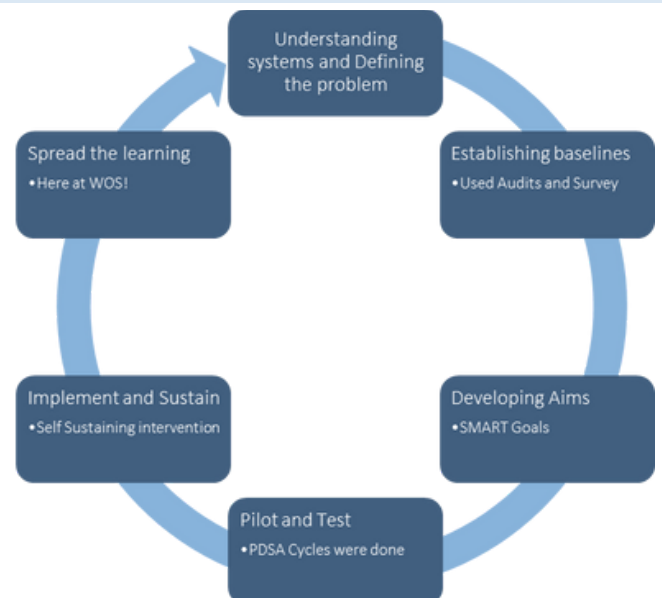 Understanding
systems and Defining
the problem
Establishing baselines
•Used Audits and Survey
Developing Aims
•SMART Goals
Pilot and Test
•PDSA Cycles were done
Implement and Sustain
•Self Sustaining intervention
Spread the learning
•Here at WOS!